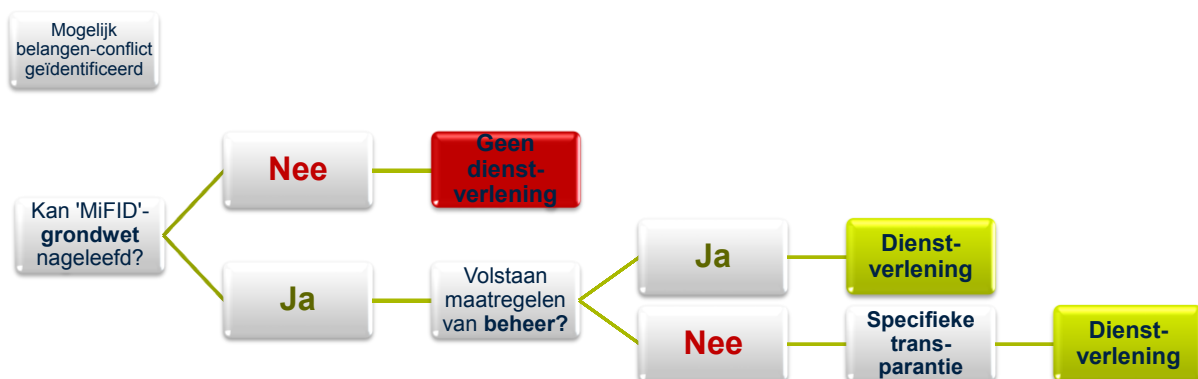 Mogelijk
belangen-conflict
geïdentificeerd
Nee
Geen
dienst-
verlening
Kan 'MiFID'-
grondwet
nageleefd?
Ja
Volstaan
maatregelen
van beheer?
Ja
Dienst-
verlening
Nee
Specifieke
trans-
parantie
Dienst-
verlening